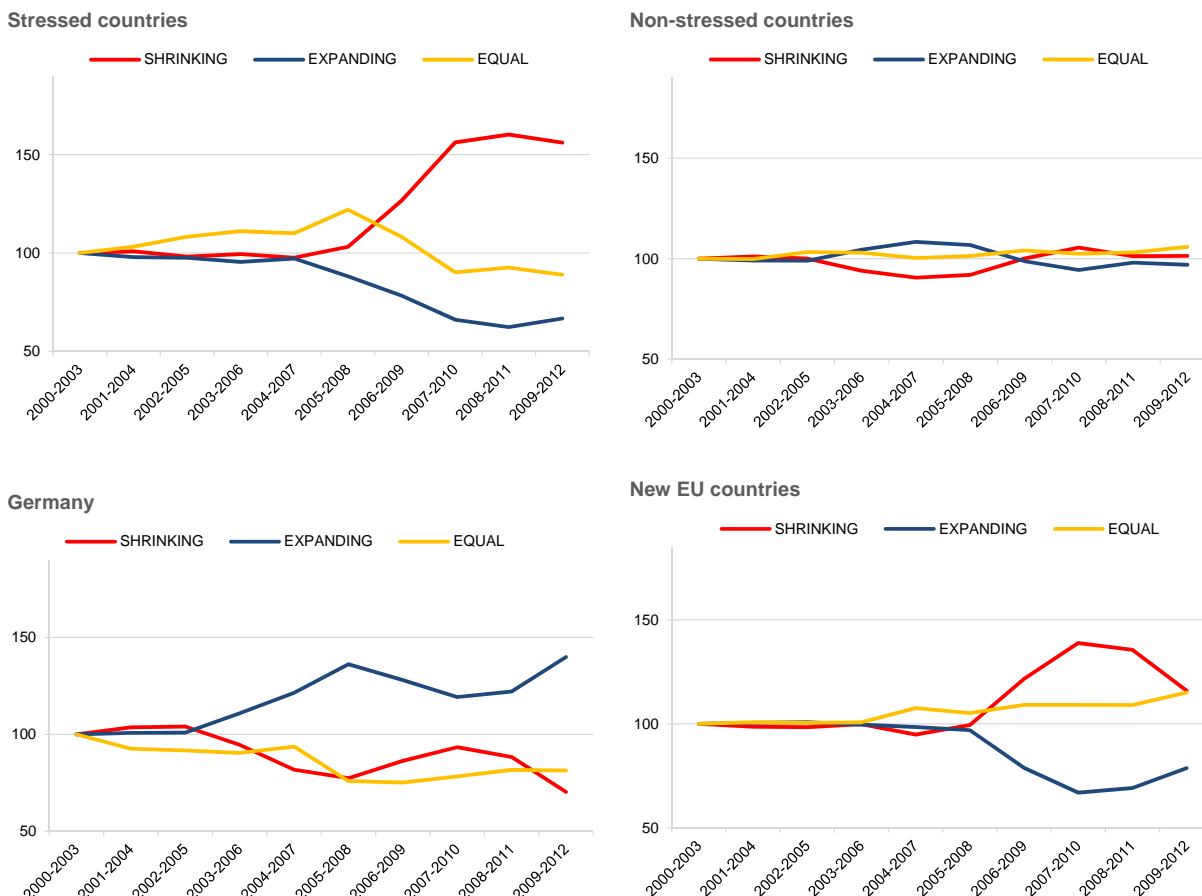 Stressed countries
SHRINKING EXPANDING EQUAL
150
100
50
2000-2003 2001-2004 2002-2005 2003-2006 2004-2007 2005-2008 2006-2009 2007-2010 2008-2011 2009-2012
Non-stressed countries
SHRINKING EXPANDING EQUAL
150
100
50
2000-2003 2001-2004 2002-2005 2003-2006 2004-2007 2005-2008 2006-2009 2007-2010 2008-2011 2009-2012
Germany
SHRINKING EXPANDING EQUAL
150
100
50
2000-2003 2001-2004 2002-2005 2003-2006 2004-2007 2005-2008 2006-2009 2007-2010 2008-2011 2009-2012
New EU countries
SHRINKING EXPANDING EQUAL
150
100
50
2000-2003 2001-2004 2002-2005 2003-2006 2004-2007 2005-2008 2006-2009 2007-2010 2008-2011 2009-2012